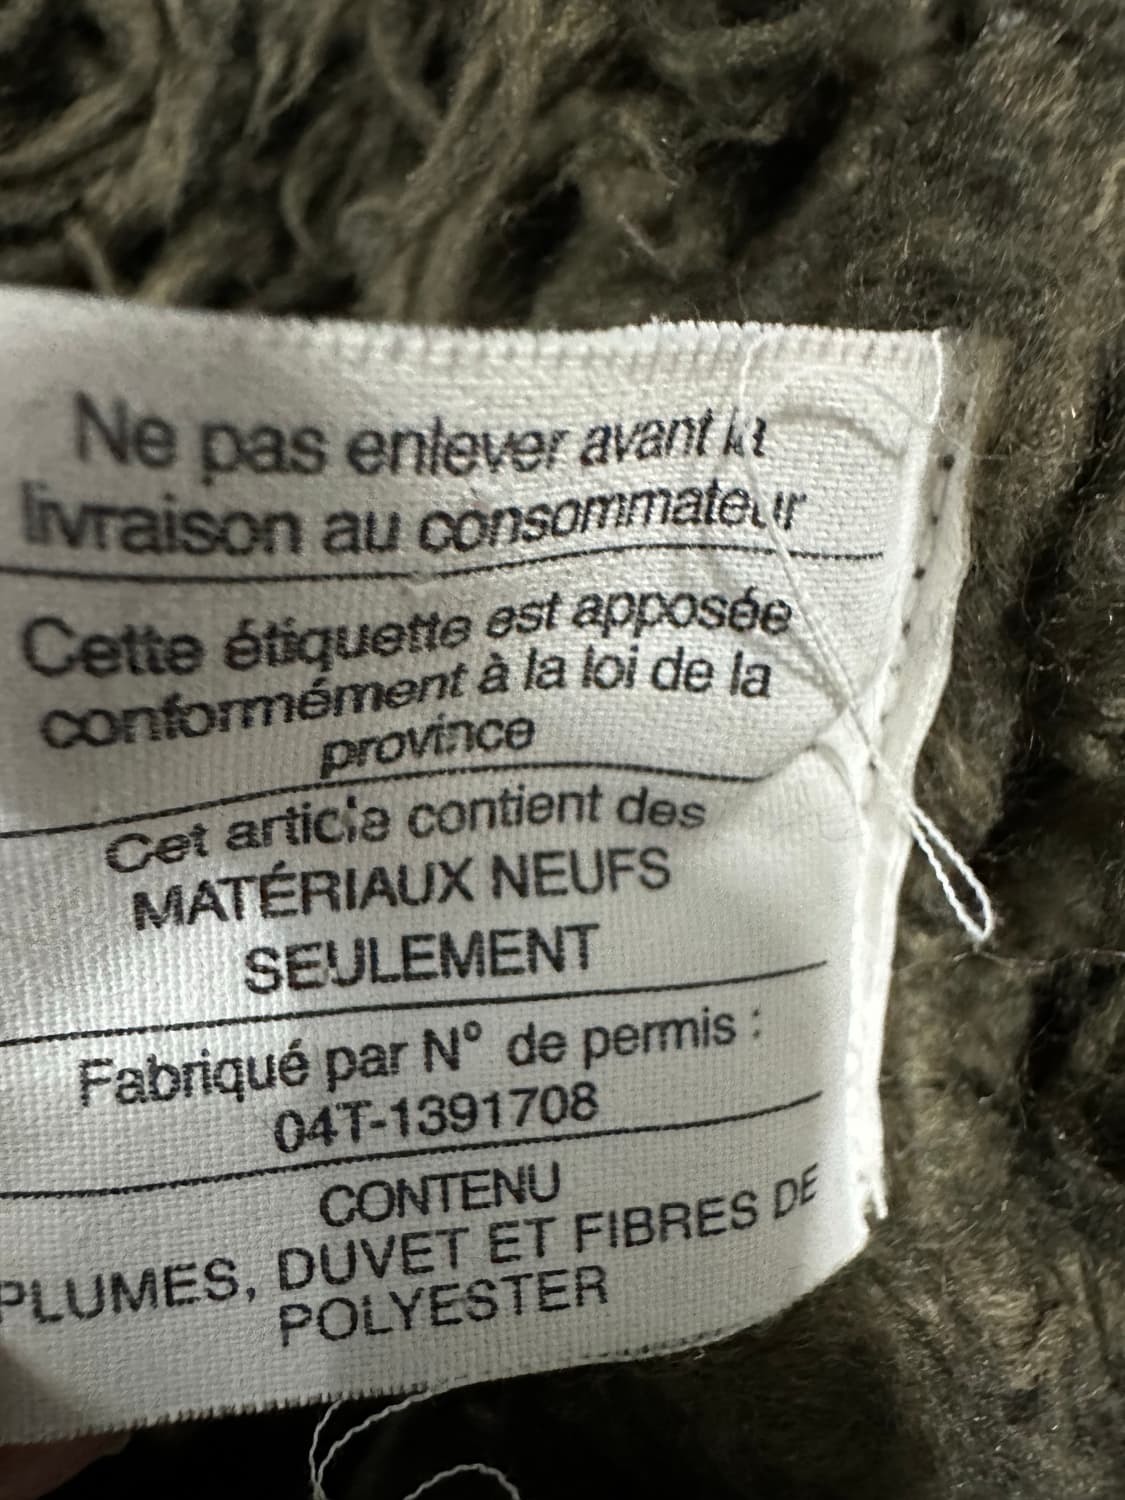 Ne pas enlever avant la
livraison au consommateur
Cette étiquette est apposée
conformément à la loi de la
province
Cet article contient des
MATÉRIAUX NEUFS
SEULEMENT
Fabriqué par N° de permis :
04T-1391708
CONTENU
PLUMES, DUVET ET FIBRES DE
POLYESTER